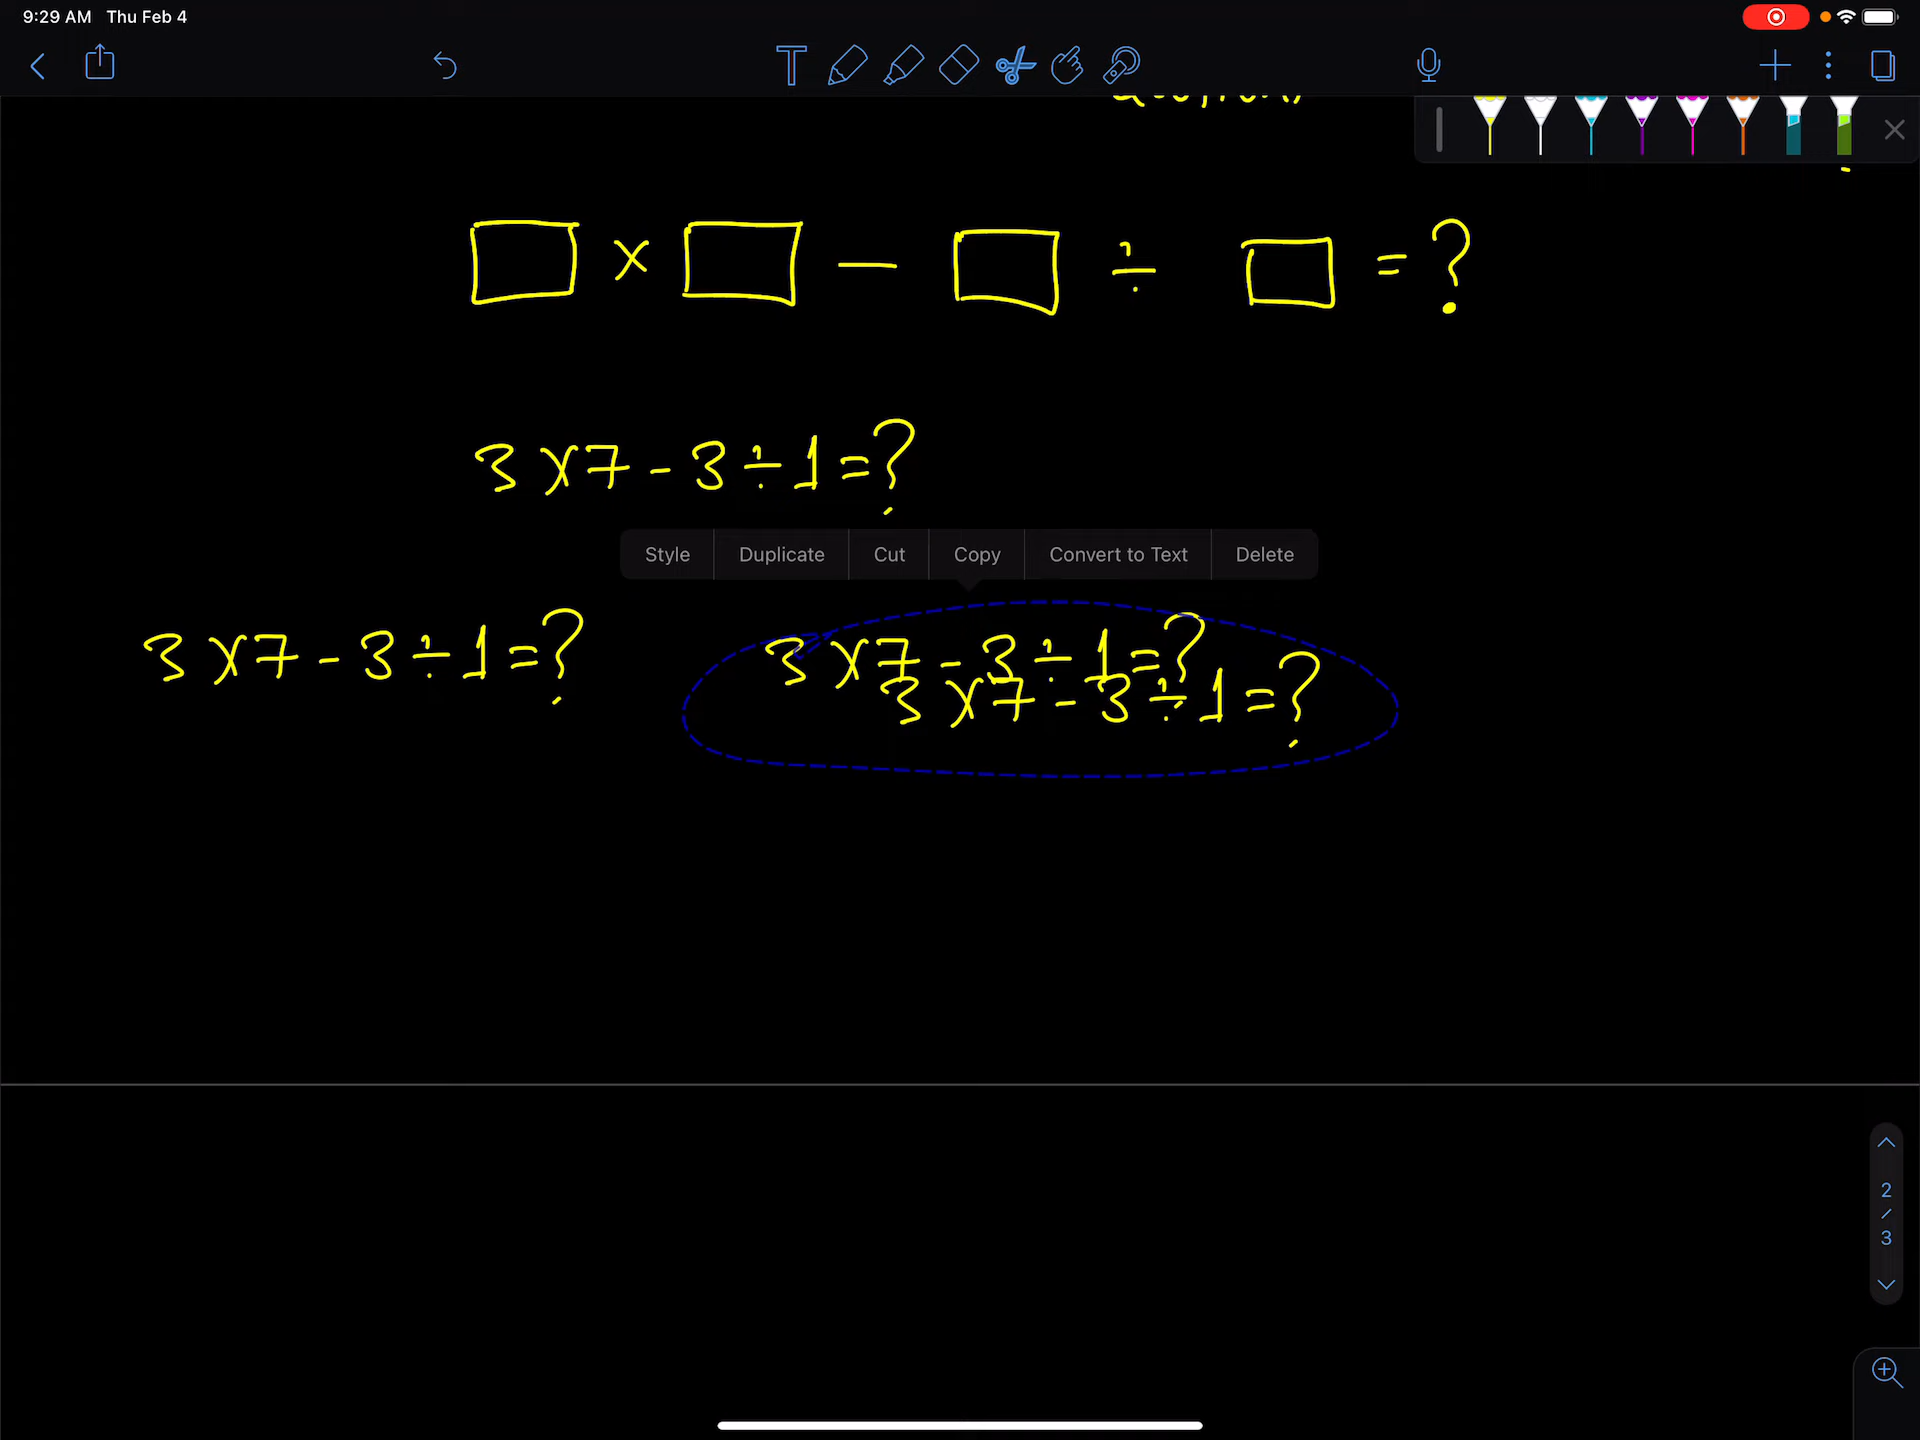 9:29 AM Thu Feb 4
T
□ × □ − □ ÷ □ = ?
3 × 7 - 3 ÷ 1 = ?
Style Duplicate Cut Copy Convert to Text Delete
3 × 7 - 3 ÷ 1 = ?
3 × 7 - 3 ÷ 1 = ?
3 × 7 - 3 ÷ 1 = ?
2
/
3